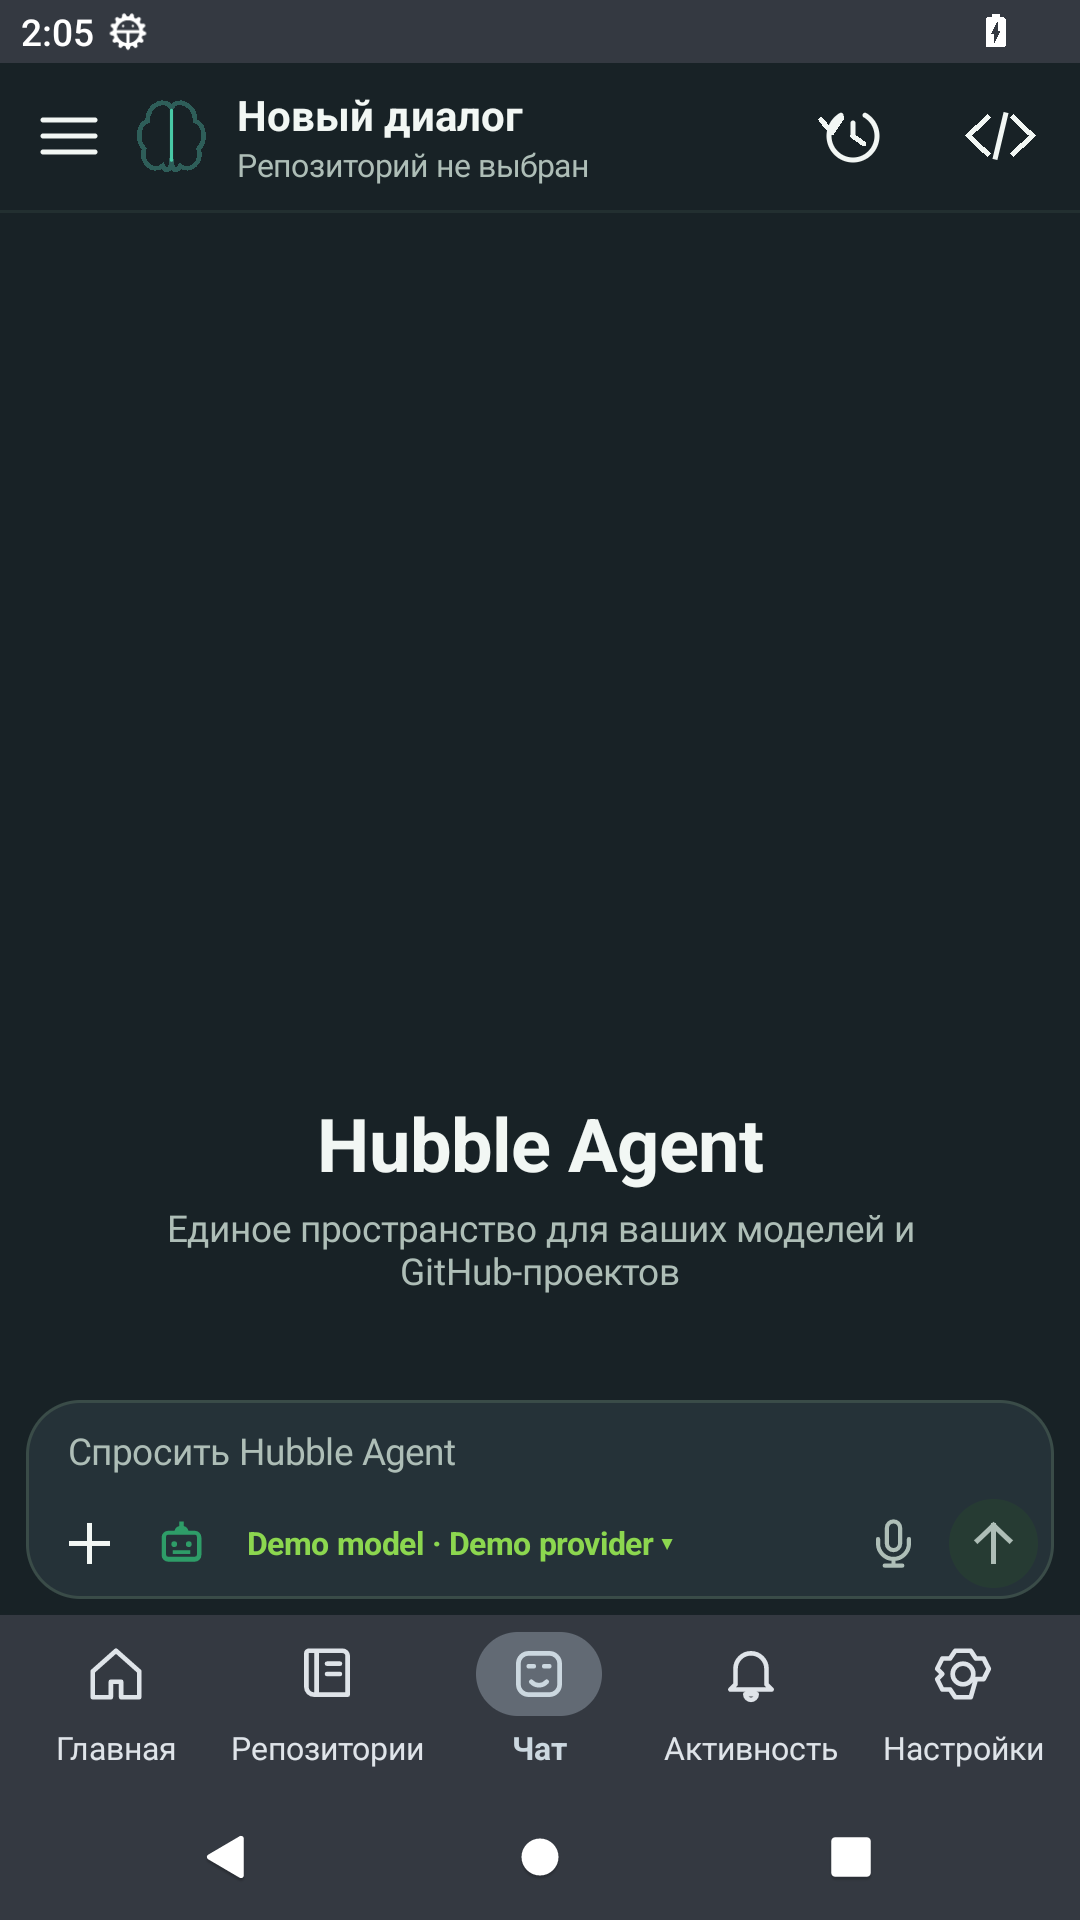 2:05
Новый диалог
Репозиторий не выбран
Hubble Agent
Единое пространство для ваших моделей и
GitHub-проектов
Спросить Hubble Agent
Demo model · Demo provider ▾
Главная
Репозитории
Чат
Активность
Настройки